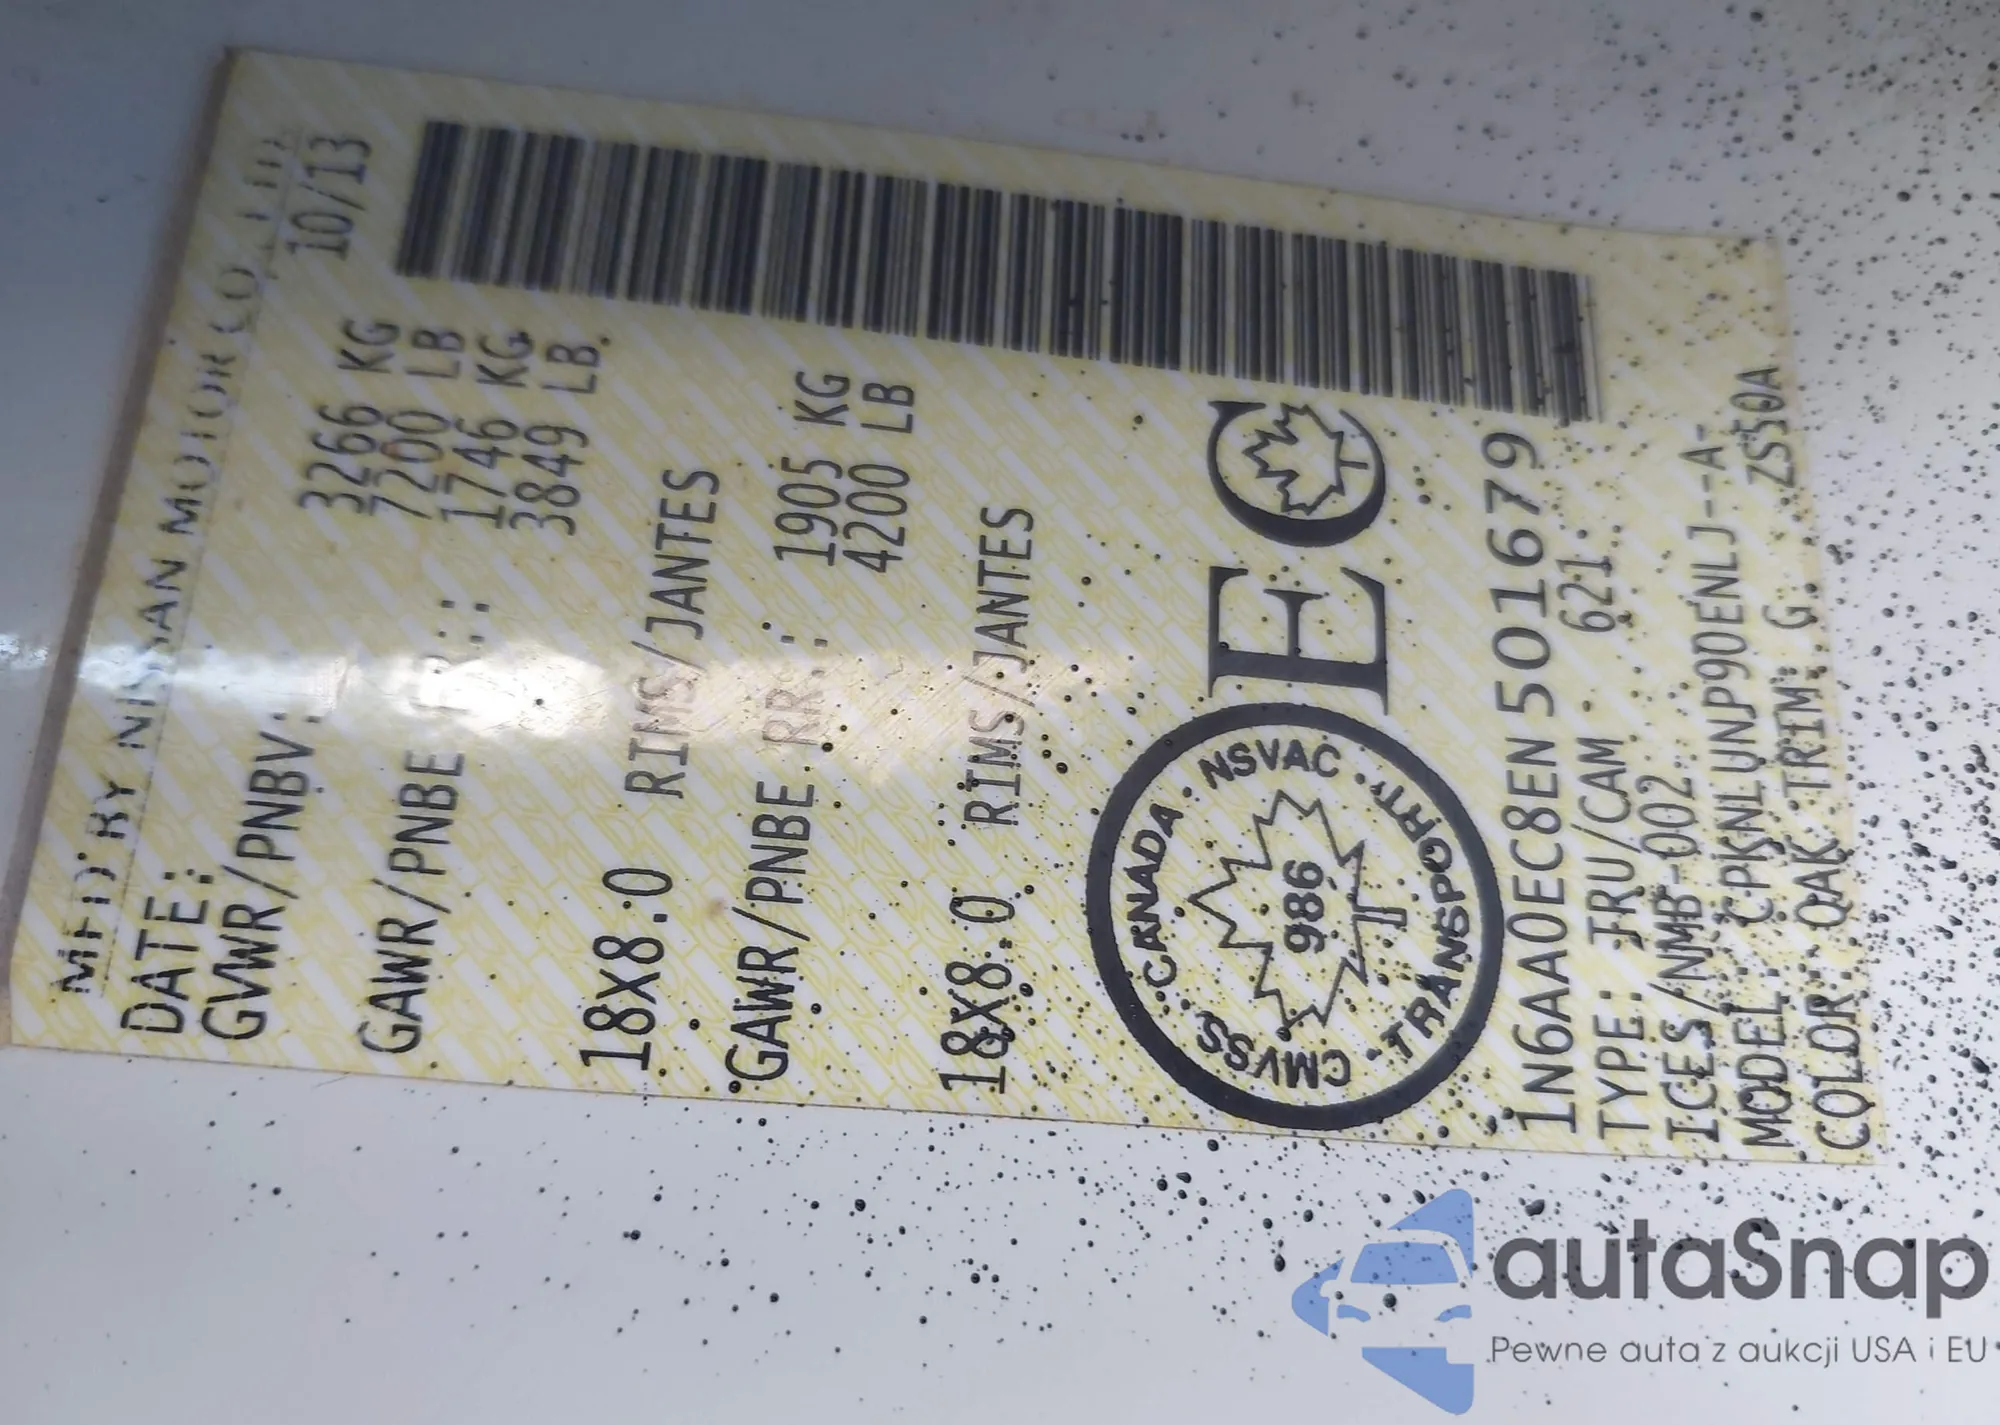 MFD BY NISSAN MOTOR CO., LTD.
DATE: 10/13
GVWR/PNBV: 3266 KG
7200 LB
GAWR/PNBE FR.: 1746 KG
3849 LB.
18X8.0 RIMS/JANTES
GAWR/PNBE RR.: 1905 KG
4200 LB
18X8.0 RIMS/JANTES
CANADA · NSVAC · TRANSPORT · CMVSS
986
EC
1N6AA0EC8EN501679
TYPE: TRU/CAM 621
ICES/NMB-002
MODEL: CPKNLUNP90ENLJ--A-
COLOR: QAK TRIM: G ZS50A
autaSnap
Pewne auta z aukcji USA i EU